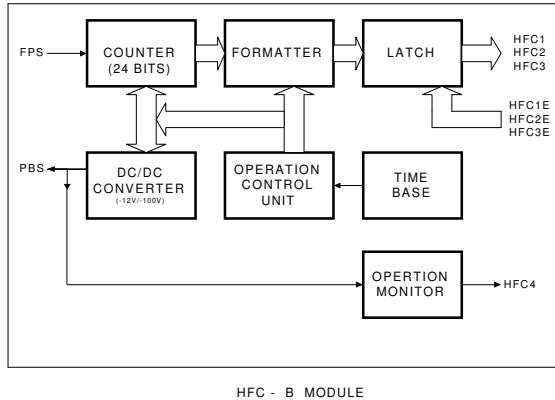 FPS
COUNTER
(24 BITS)
FORMATTER
LATCH
HFC1
HFC2
HFC3
HFC1E
HFC2E
HFC3E
PBS
DC/DC
CONVERTER
(-12V/-100V)
OPERATION
CONTROL
UNIT
TIME
BASE
OPERTION
MONITOR
HFC4
HFC - B MODULE